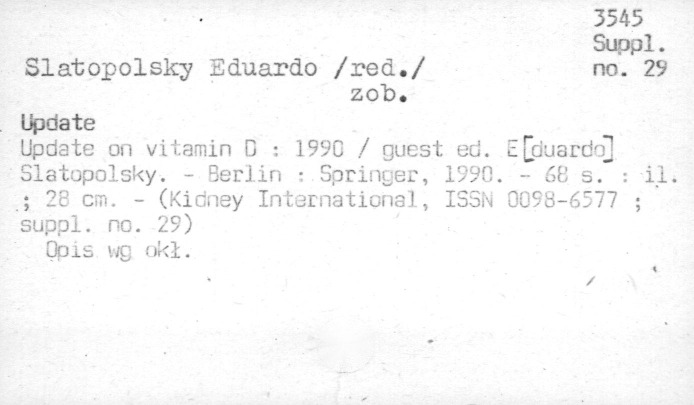 3545
Suppl.
no. 29
Slatopolsky Eduardo /red./
zob.
Update
Update on vitamin D : 1990 / guest ed. E[duardo]
Slatopolsky. - Berlin : Springer, 1990. - 68 s. : il.
; 28 cm. - (Kidney International, ISSN 0098-6577 ;
suppl. no. 29)
Opis wg okł.